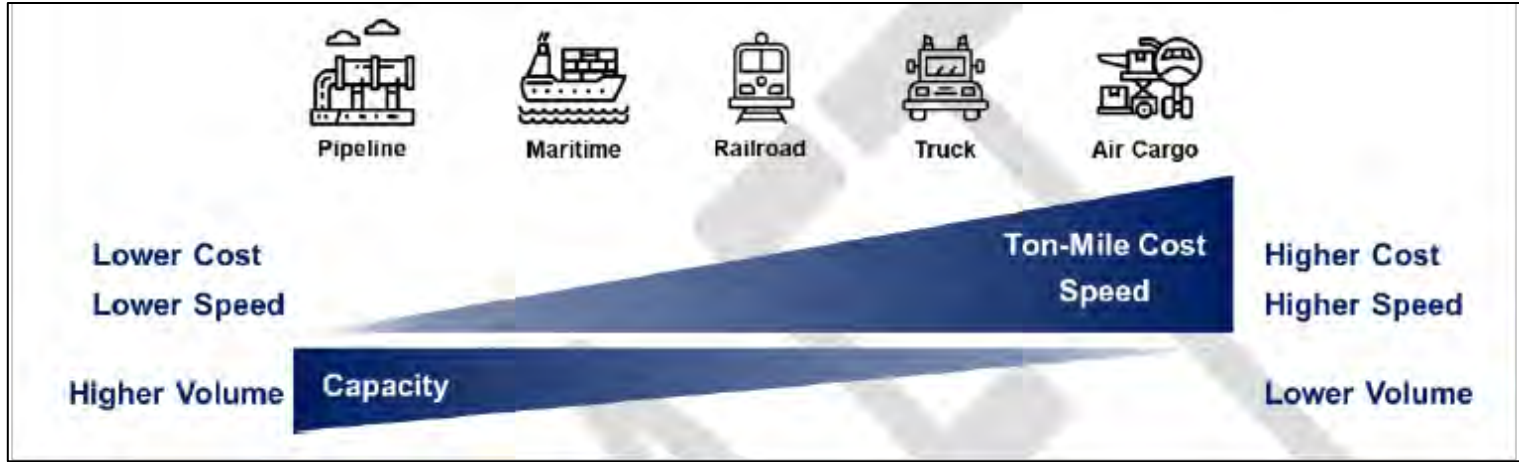 Pipeline
Maritime
Railroad
Truck
Air Cargo
Lower Cost
Lower Speed
Ton-Mile Cost
Speed
Higher Cost
Higher Speed
Higher Volume
Capacity
Lower Volume